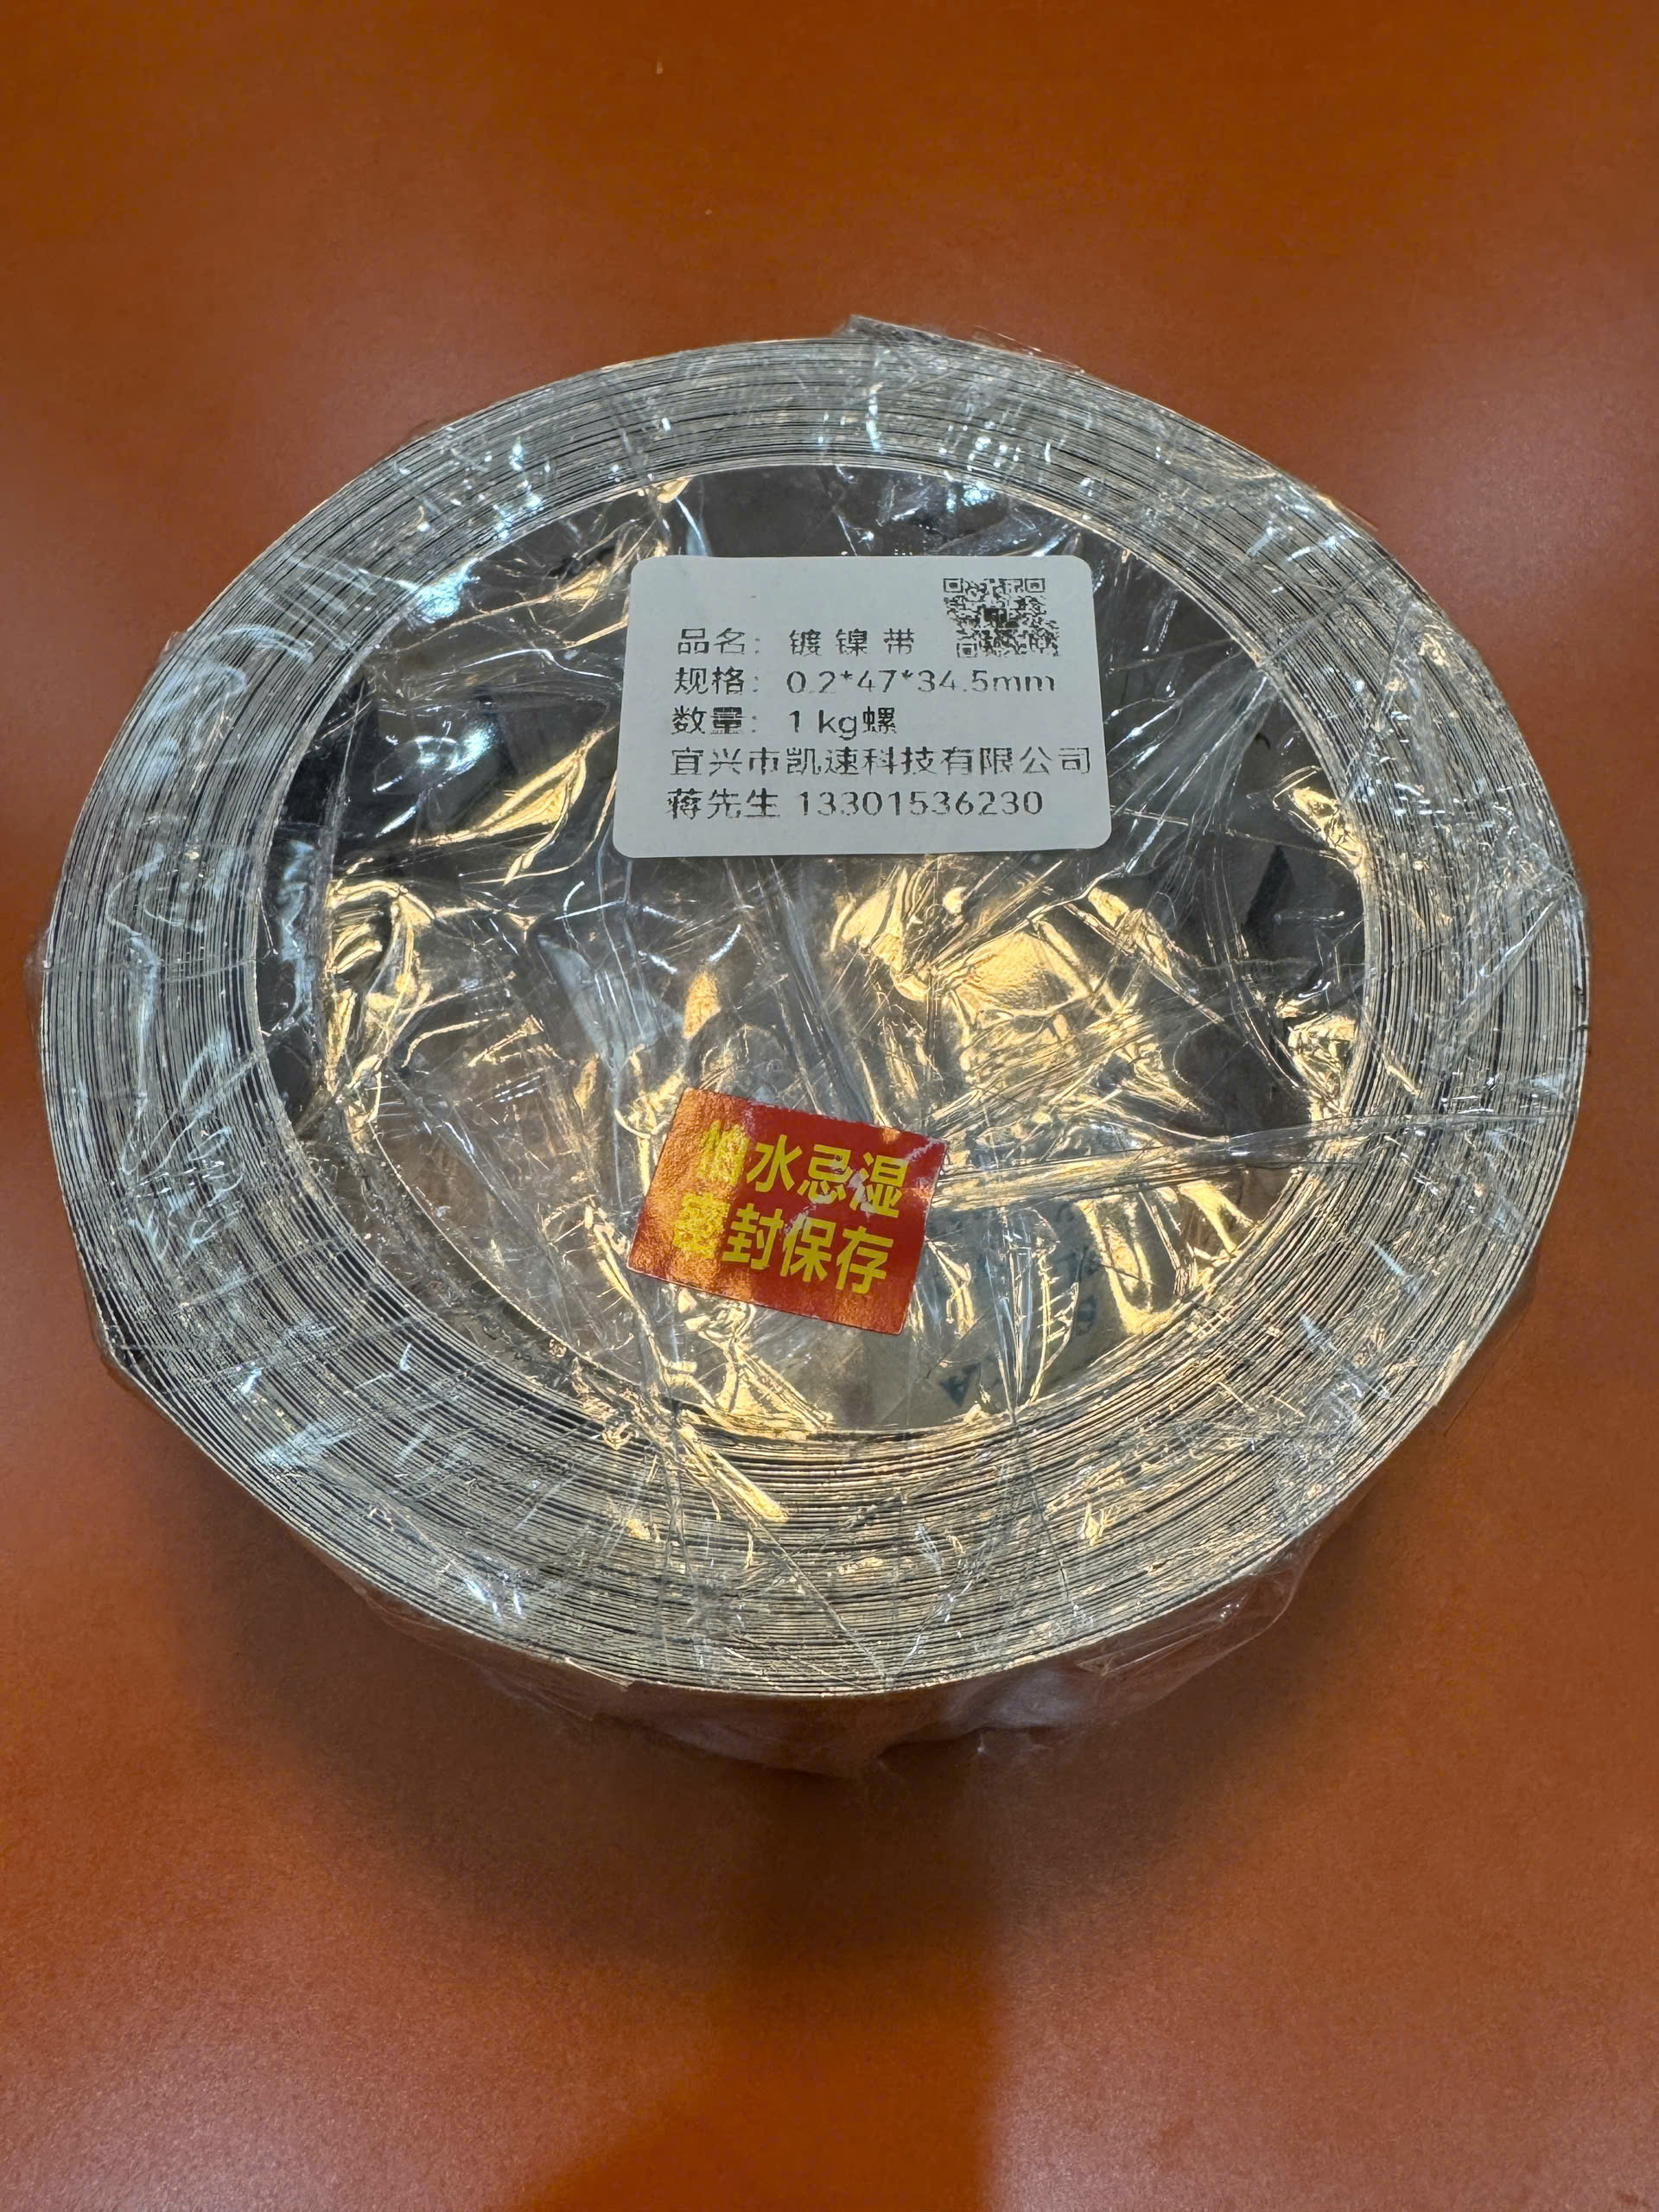 品名：镀镍带
规格：0.2*47*34.5mm
数量：1kg螺
宜兴市凯速科技有限公司
蒋先生 13301536230
怕水忌湿
密封保存